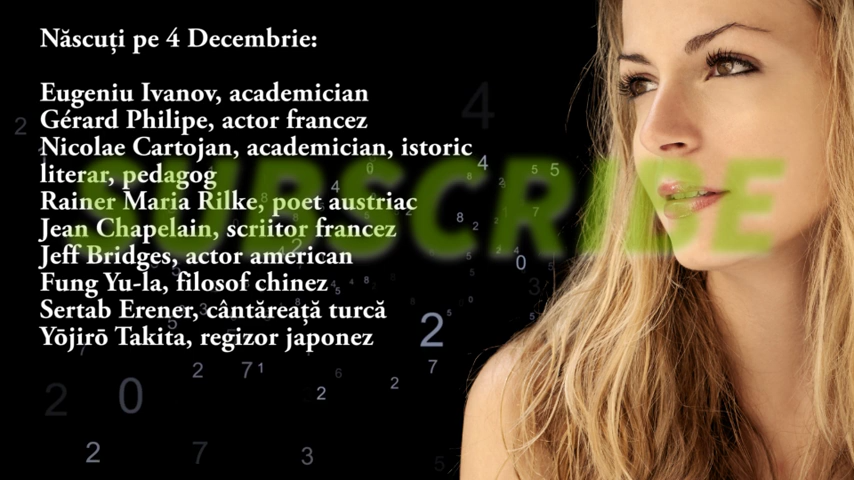 Născuți pe 4 Decembrie:
Eugeniu Ivanov, academician
Gérard Philipe, actor francez
Nicolae Cartojan, academician, istoric
literar, pedagog
Rainer Maria Rilke, poet austriac
Jean Chapelain, scriitor francez
Jeff Bridges, actor american
Fung Yu-la, filosof chinez
Sertab Erener, cântăreață turcă
Yōjirō Takita, regizor japonez
SUBSCRIBE